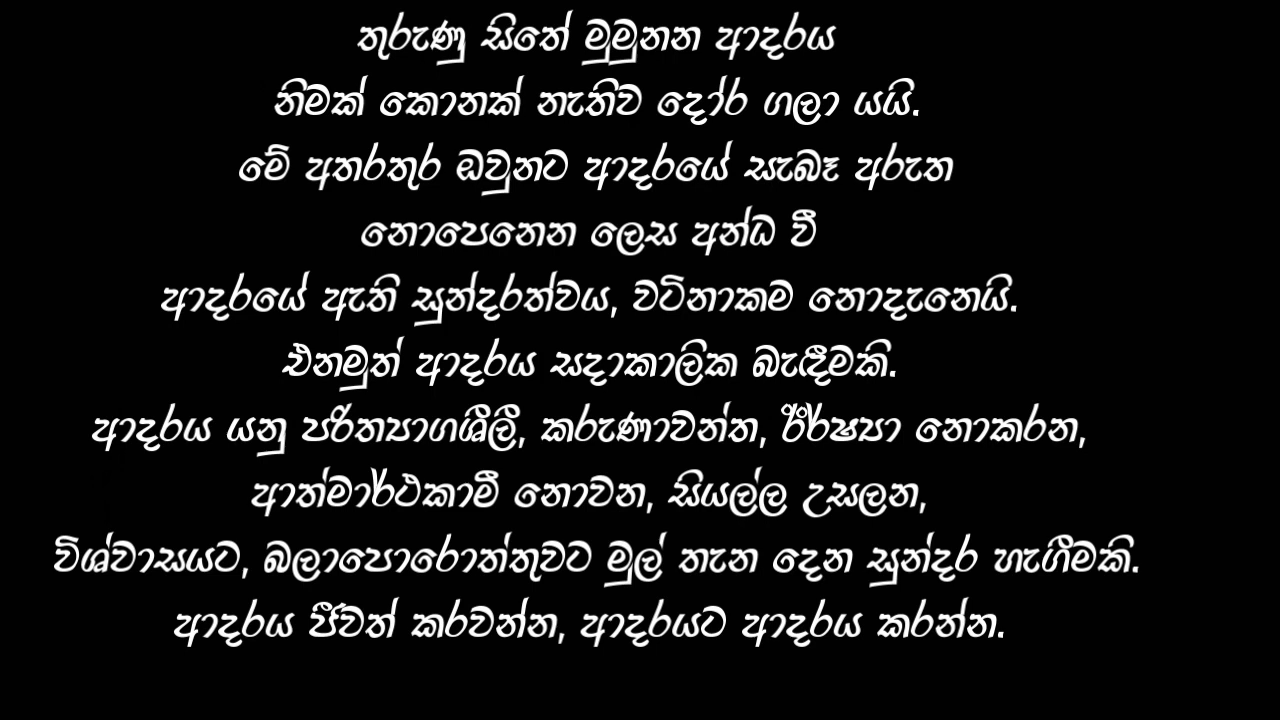 තුරුණු සිතේ මුමුනන ආදරය
නිමක් කොනක් නැතිව දෝර ගලා යයි.
මේ අතරතුර ඔවුනට ආදරයේ සැබෑ අරුත
නොපෙනෙන ලෙස අන්ධ වී
ආදරයේ ඇති සුන්දරත්වය, වටිනාකම නොදැනෙයි.
එනමුත් ආදරය සදාකාලික බැඳීමකි.
ආදරය යනු පරිත්‍යාගශීලී, කරුණාවන්ත, ඊර්ෂ්‍යා නොකරන,
ආත්මාර්ථකාමී නොවන, සියල්ල උසලන,
විශ්වාසයට, බලාපොරොත්තුවට මුල් තැන දෙන සුන්දර හැගීමකි.
ආදරය ජීවත් කරවන්න, ආදරයට ආදරය කරන්න.